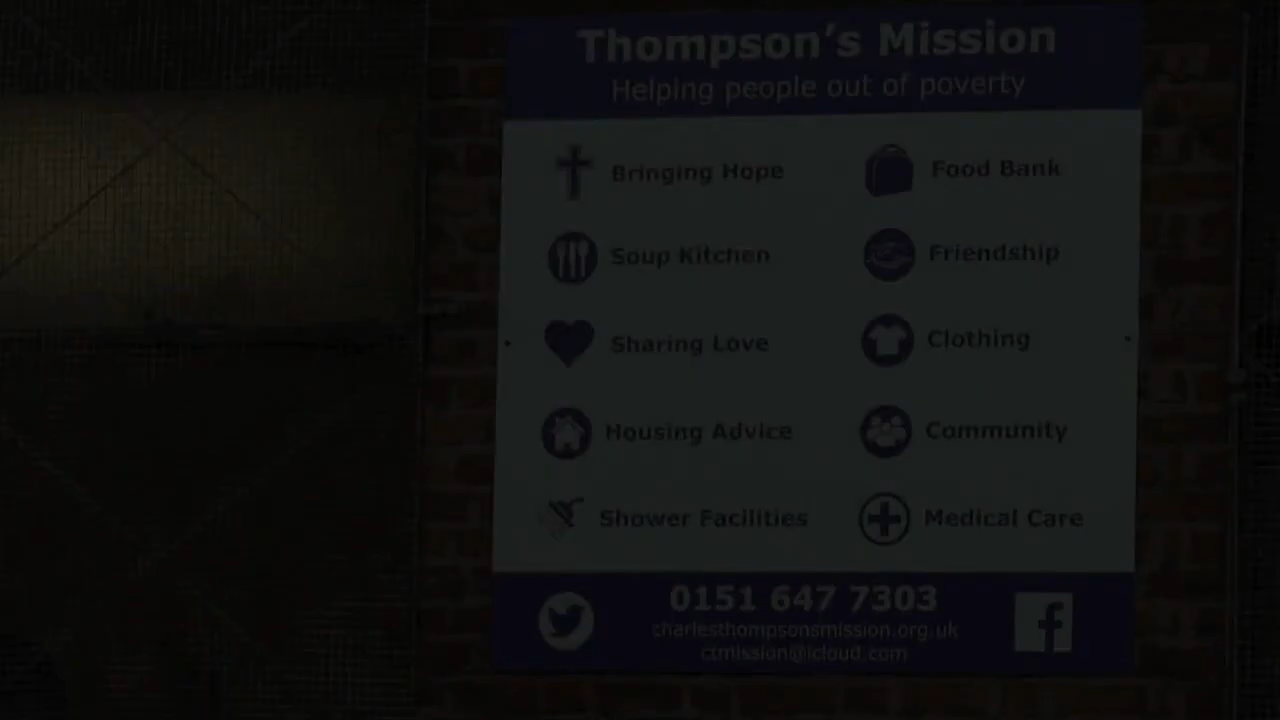 Thompson's Mission
Helping people out of poverty
Bringing Hope
Food Bank
Soup Kitchen
Friendship
Sharing Love
Clothing
Housing Advice
Community
Shower Facilities
Medical Care
0151 647 7303
charlesthompsonsmission.org.uk
ctmission@icloud.com